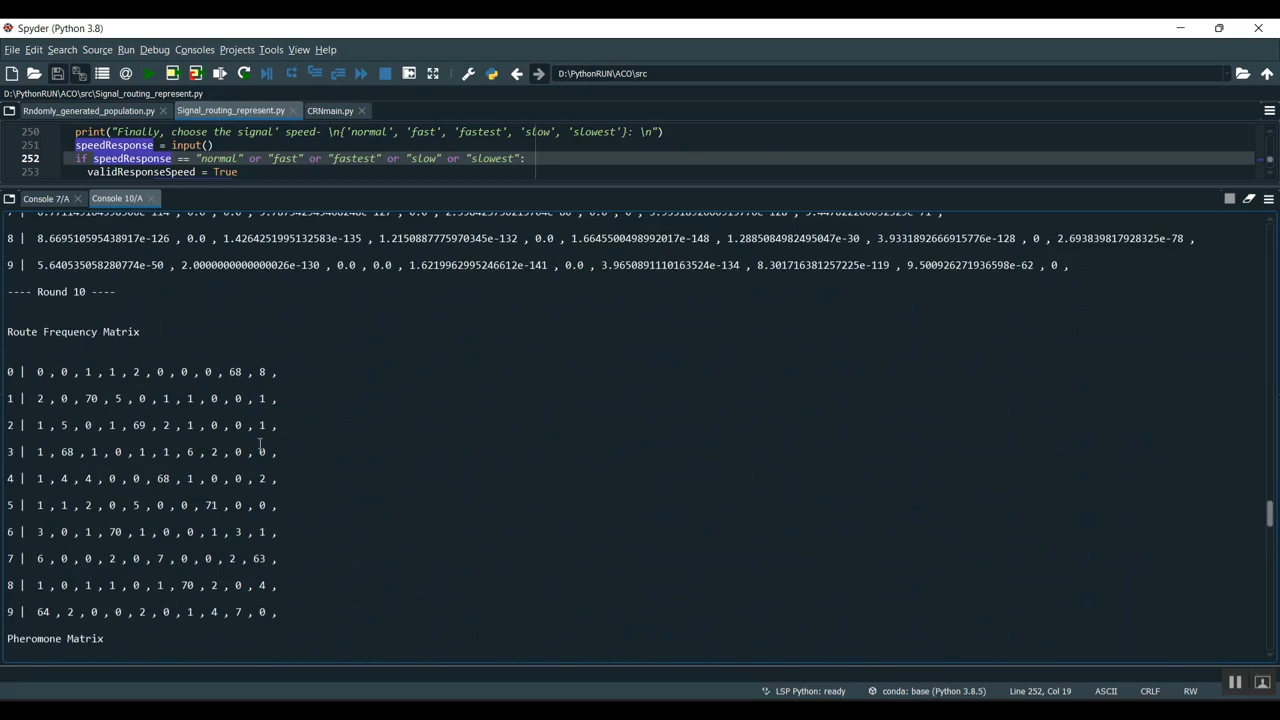 Spyder (Python 3.8)
File Edit Search Source Run Debug Consoles Projects Tools View Help
D:\PythonRUN\ACO\src
D:\PythonRUN\ACO\src\Signal_routing_represent.py
Rndomly_generated_population.py Signal_routing_represent.py CRNmain.py
250 print("Finally, choose the signal' speed- \n{'normal', 'fast', 'fastest', 'slow', 'slowest'}: \n")
251 speedResponse = input()
252 if speedResponse == "normal" or "fast" or "fastest" or "slow" or "slowest":
253 validResponseSpeed = True
Console 7/A Console 10/A
8 | 8.669510595438917e-126 , 0.0 , 1.4264251995132583e-135 , 1.2150887775970345e-132 , 0.0 , 1.6645500498992017e-148 , 1.2885084982495047e-30 , 3.9331892666915776e-128 , 0 , 2.693839817928325e-78 ,
9 | 5.640535058280774e-50 , 2.0000000000000026e-130 , 0.0 , 0.0 , 1.6219962995246612e-141 , 0.0 , 3.9650891110163524e-134 , 8.301716381257225e-119 , 9.500926271936598e-62 , 0 ,
---- Round 10 ----
Route Frequency Matrix
0 | 0 , 0 , 1 , 1 , 2 , 0 , 0 , 0 , 68 , 8 ,
1 | 2 , 0 , 70 , 5 , 0 , 1 , 1 , 0 , 0 , 1 ,
2 | 1 , 5 , 0 , 1 , 69 , 2 , 1 , 0 , 0 , 1 ,
3 | 1 , 68 , 1 , 0 , 1 , 1 , 6 , 2 , 0 , 0 ,
4 | 1 , 4 , 4 , 0 , 0 , 68 , 1 , 0 , 0 , 2 ,
5 | 1 , 1 , 2 , 0 , 5 , 0 , 0 , 71 , 0 , 0 ,
6 | 3 , 0 , 1 , 70 , 1 , 0 , 0 , 1 , 3 , 1 ,
7 | 6 , 0 , 0 , 2 , 0 , 7 , 0 , 0 , 2 , 63 ,
8 | 1 , 0 , 1 , 1 , 0 , 1 , 70 , 2 , 0 , 4 ,
9 | 64 , 2 , 0 , 0 , 2 , 0 , 1 , 4 , 7 , 0 ,
Pheromone Matrix
LSP Python: ready conda: base (Python 3.8.5) Line 252, Col 19 ASCII CRLF RW